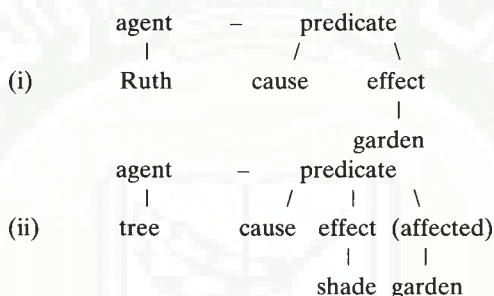 agent – predicate
| / \
(i) Ruth cause effect
|
garden
agent – predicate
| / | \
(ii) tree cause effect (affected)
| |
shade garden